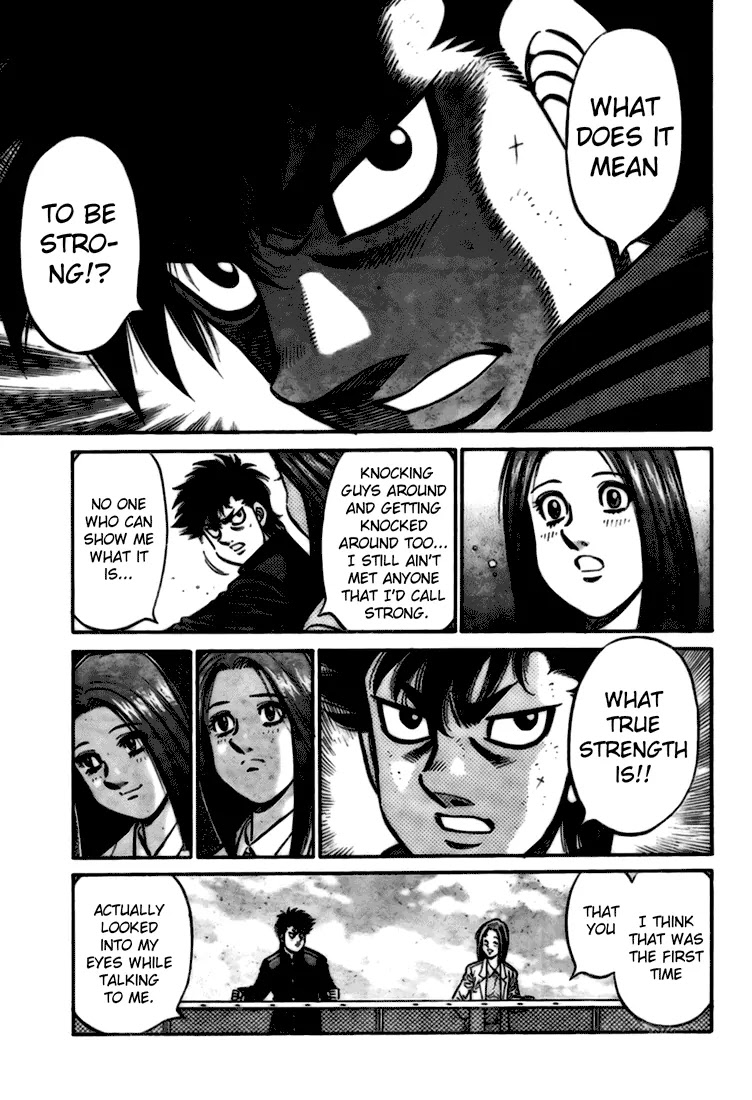 WHAT
DOES IT
MEAN
TO BE
STRO-
NG!?
KNOCKING
GUYS AROUND
AND GETTING
KNOCKED
AROUND TOO...
I STILL AIN'T
MET ANYONE
THAT I'D CALL
STRONG.
NO ONE
WHO CAN
SHOW ME
WHAT IT
IS...
WHAT
TRUE
STRENGTH
IS!!
I THINK
THAT WAS
THE FIRST
TIME
THAT
YOU
ACTUALLY
LOOKED
INTO MY
EYES WHILE
TALKING
TO ME.